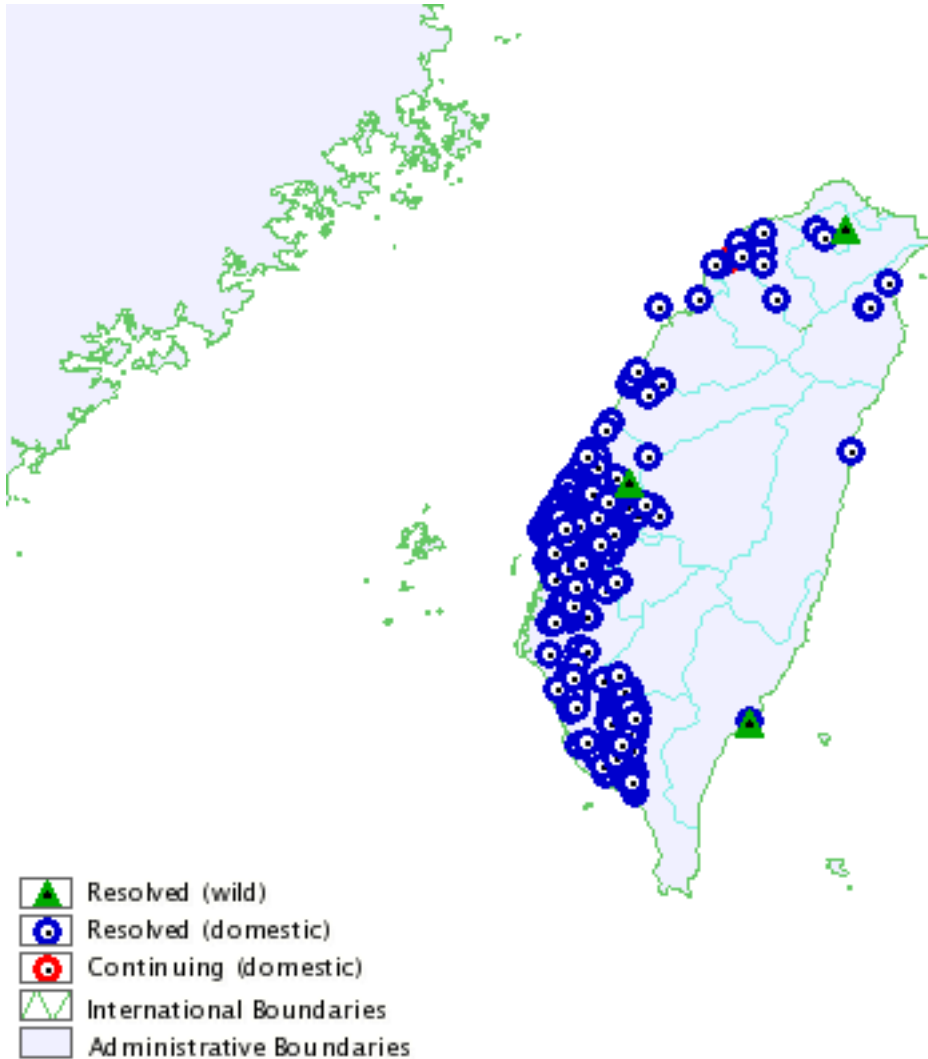 Resolved (wild)
Resolved (domestic)
Continuing (domestic)
International Boundaries
Administrative Boundaries